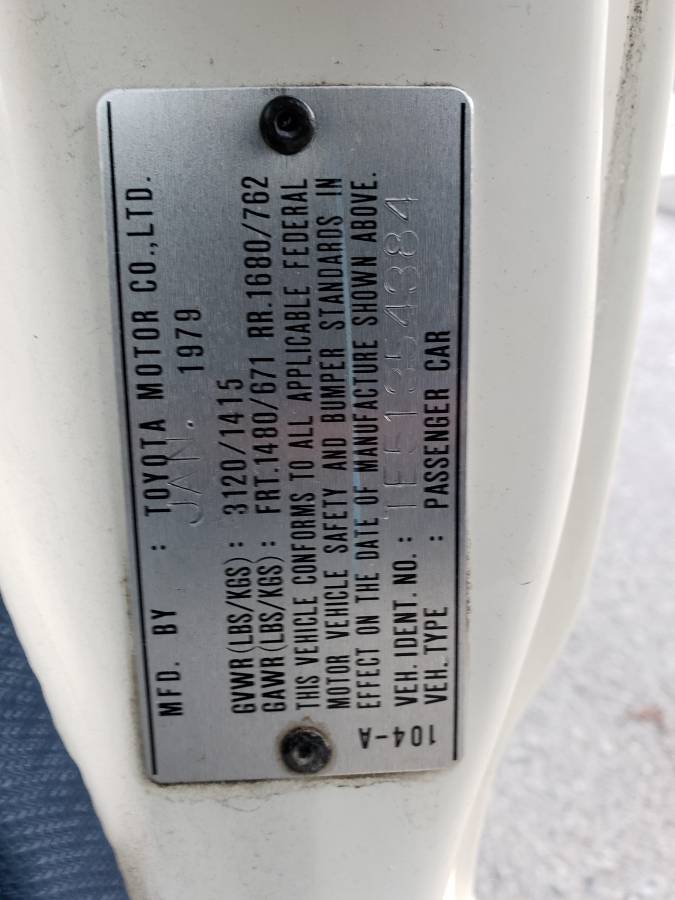 MFD. BY : TOYOTA MOTOR CO.,LTD.
JAN. 1979
GVWR(LBS/KGS): 3120/1415
GAWR(LBS/KGS): FRT.1480/671 RR.1680/762
THIS VEHICLE CONFORMS TO ALL APPLICABLE FEDERAL
MOTOR VEHICLE SAFETY AND BUMPER STANDARDS IN
EFFECT ON THE DATE OF MANUFACTURE SHOWN ABOVE.
VEH. IDENT. NO.: TE51854384
VEH. TYPE : PASSENGER CAR
104-A